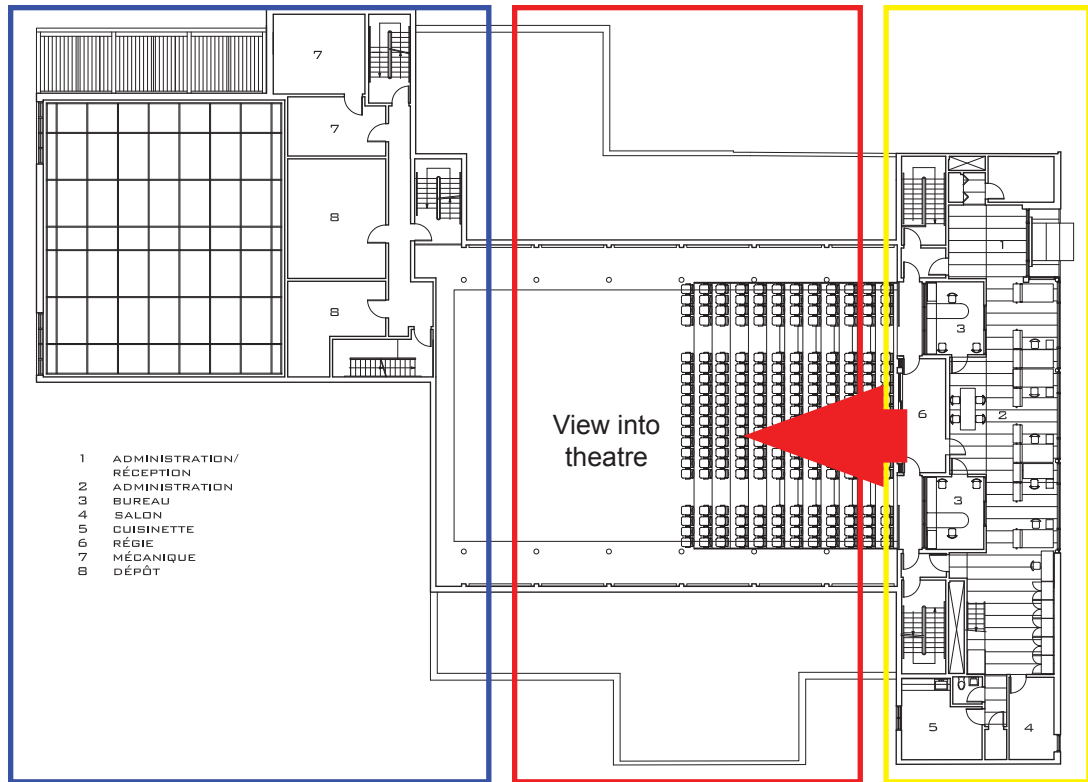 7
7
8
8
1
3
6
2
3
5
4
View into
theatre
1 ADMINISTRATION/
RÉCEPTION
2 ADMINISTRATION
3 BUREAU
4 SALON
5 CUISINETTE
6 RÉGIE
7 MÉCANIQUE
8 DÉPÔT